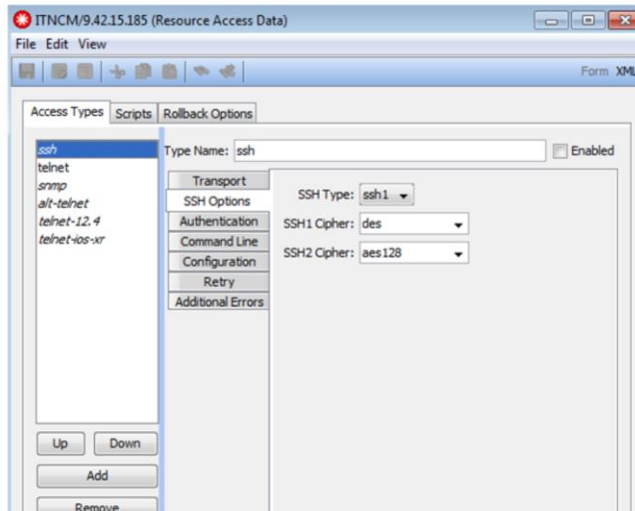 ITNCM/9.42.15.185 (Resource Access Data)
File Edit View
Form XML
Access Types Scripts Rollback Options
ssh
telnet
snmp
alt-telnet
telnet-12.4
telnet-ios-xr
Type Name: ssh Enabled
Transport
SSH Options
Authentication
Command Line
Configuration
Retry
Additional Errors
SSH Type: ssh1
SSH1 Cipher: des
SSH2 Cipher: aes128
Up Down
Add
Remove